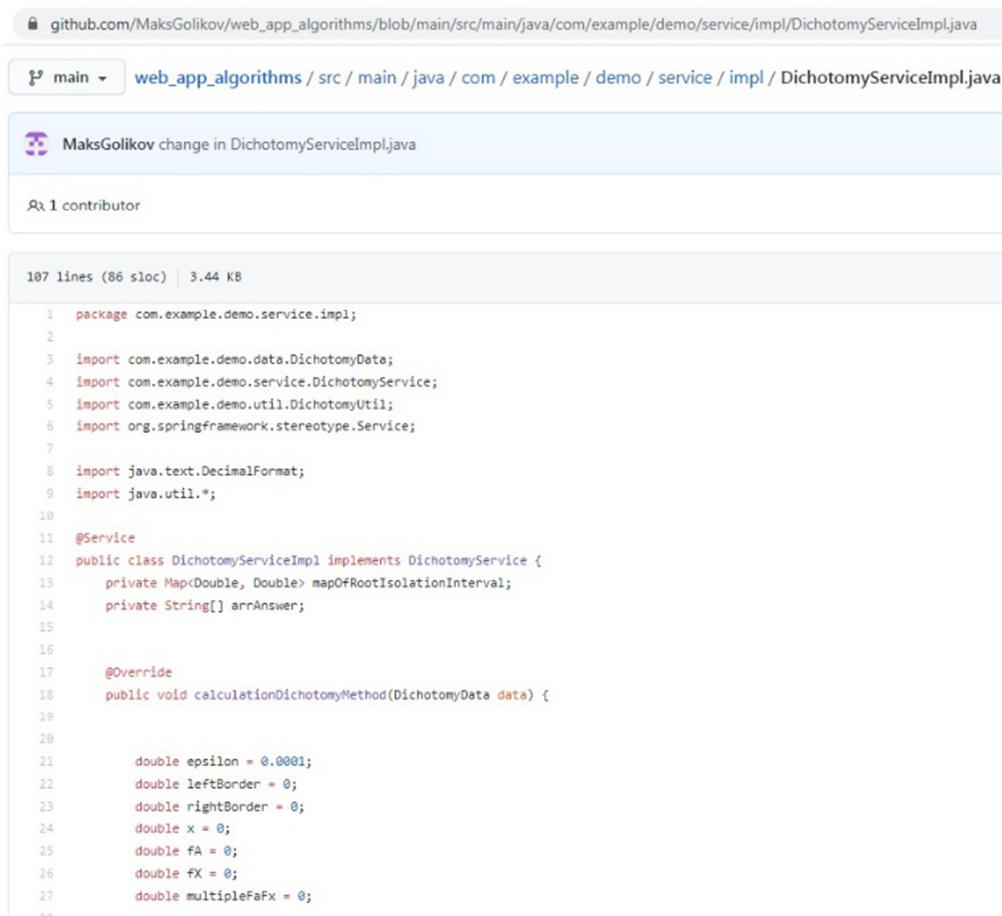 github.com/MaksGolikov/web_app_algorithms/blob/main/src/main/java/com/example/demo/service/impl/DichotomyServiceImpl.java
main web_app_algorithms / src / main / java / com / example / demo / service / impl / DichotomyServiceImpl.java
MaksGolikov change in DichotomyServiceImpl.java
1 contributor
107 lines (86 sloc) 3.44 KB
1 package com.example.demo.service.impl;
2
3 import com.example.demo.data.DichotomyData;
4 import com.example.demo.service.DichotomyService;
5 import com.example.demo.util.DichotomyUtil;
6 import org.springframework.stereotype.Service;
7
8 import java.text.DecimalFormat;
9 import java.util.*;
10
11 @Service
12 public class DichotomyServiceImpl implements DichotomyService {
13 private Map<Double, Double> mapOfRootIsolationInterval;
14 private String[] arrAnswer;
15
16
17 @Override
18 public void calculationDichotomyMethod(DichotomyData data) {
19
20
21 double epsilon = 0.0001;
22 double leftBorder = 0;
23 double rightBorder = 0;
24 double x = 0;
25 double fA = 0;
26 double fX = 0;
27 double multipleFaFx = 0;